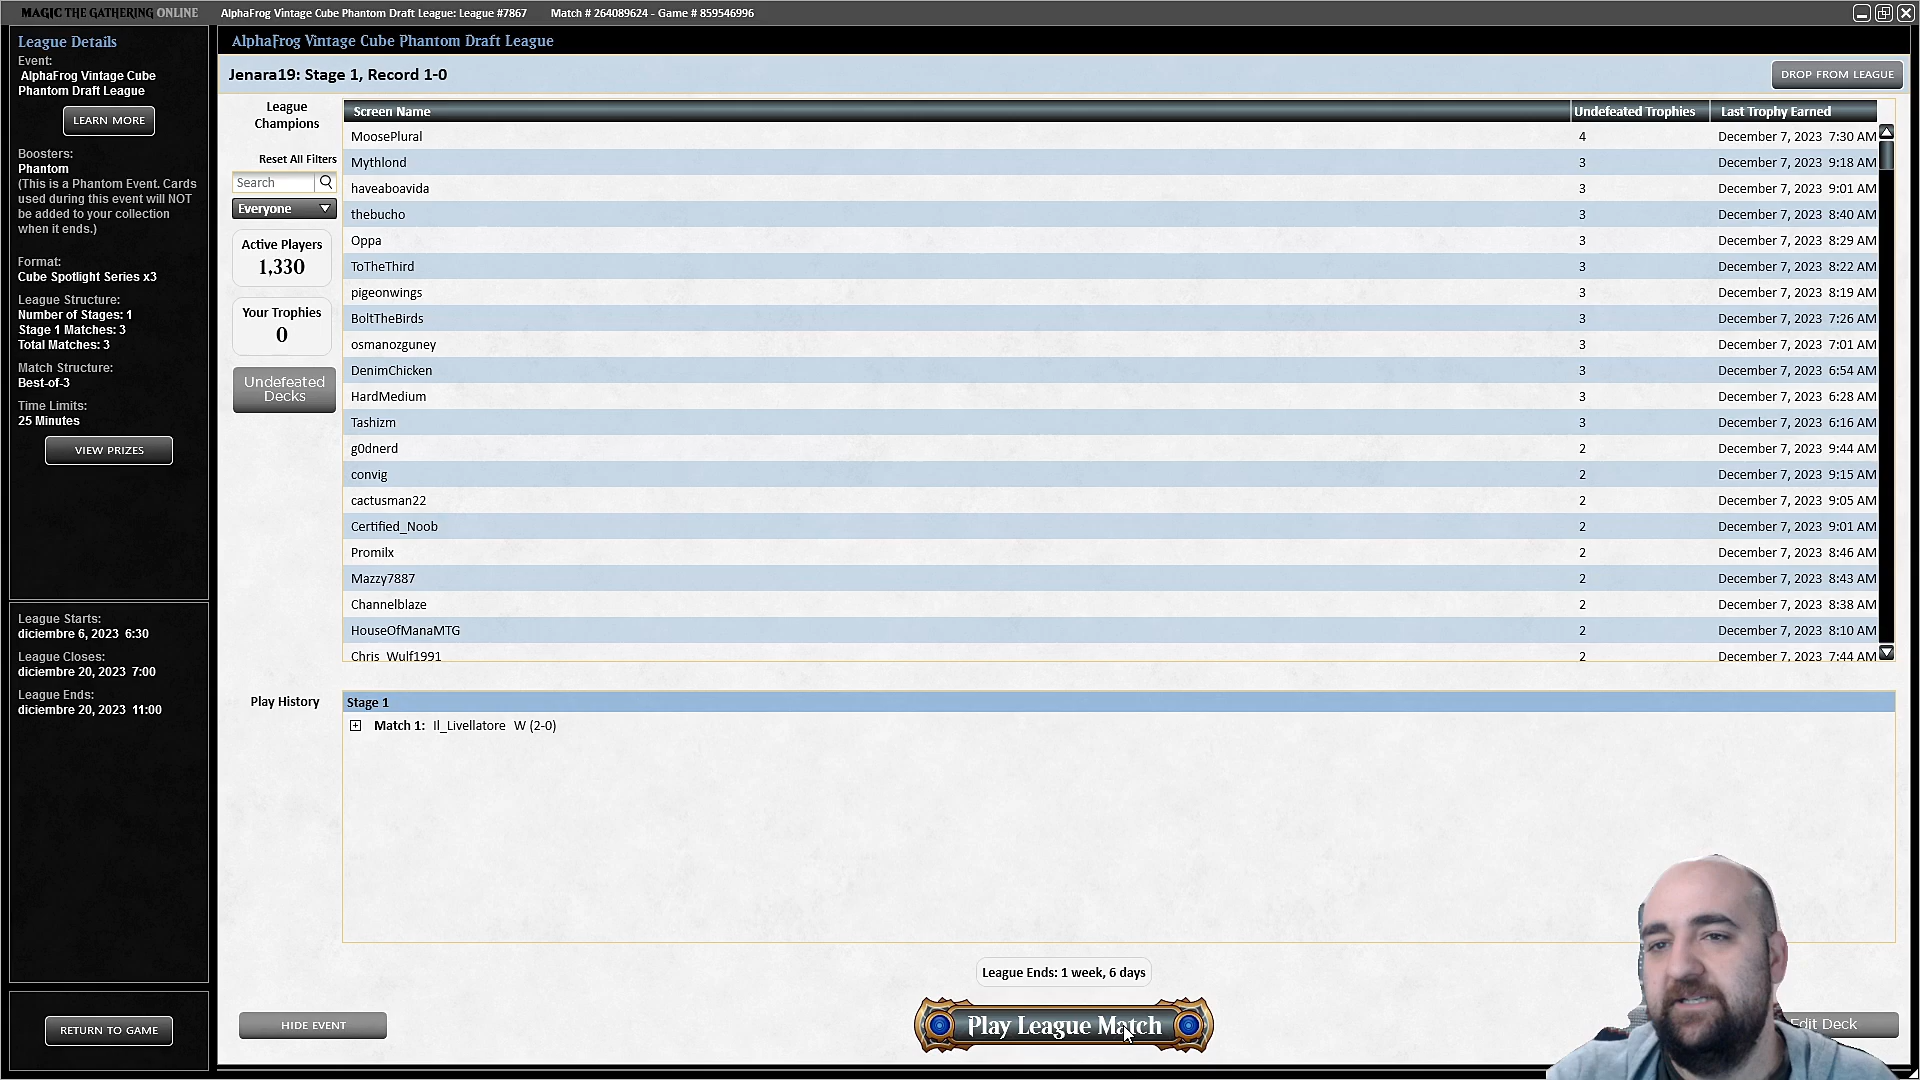 MAGIC THE GATHERING ONLINE
AlphaFrog Vintage Cube Phantom Draft League: League #7867
Match # 264089624 - Game # 859546996
League Details
Event:
AlphaFrog Vintage Cube
Phantom Draft League
LEARN MORE
Boosters:
Phantom
(This is a Phantom Event. Cards
used during this event will NOT
be added to your collection
when it ends.)
Format:
Cube Spotlight Series x3
League Structure:
Number of Stages: 1
Stage 1 Matches: 3
Total Matches: 3
Match Structure:
Best-of-3
Time Limits:
25 Minutes
VIEW PRIZES
League Starts:
diciembre 6, 2023 6:30
League Closes:
diciembre 20, 2023 7:00
League Ends:
diciembre 20, 2023 11:00
RETURN TO GAME
AlphaFrog Vintage Cube Phantom Draft League
Jenara19: Stage 1, Record 1-0
DROP FROM LEAGUE
League
Champions
Reset All Filters
Search
Everyone
Active Players
1,330
Your Trophies
0
Undefeated
Decks
Screen Name Undefeated Trophies Last Trophy Earned
MoosePlural 4 December 7, 2023 7:30 AM
Mythlond 3 December 7, 2023 9:18 AM
haveaboavida 3 December 7, 2023 9:01 AM
thebucho 3 December 7, 2023 8:40 AM
Oppa 3 December 7, 2023 8:29 AM
ToTheThird 3 December 7, 2023 8:22 AM
pigeonwings 3 December 7, 2023 8:19 AM
BoltTheBirds 3 December 7, 2023 7:26 AM
osmanozguney 3 December 7, 2023 7:01 AM
DenimChicken 3 December 7, 2023 6:54 AM
HardMedium 3 December 7, 2023 6:28 AM
Tashizm 3 December 7, 2023 6:16 AM
g0dnerd 2 December 7, 2023 9:44 AM
convig 2 December 7, 2023 9:15 AM
cactusman22 2 December 7, 2023 9:05 AM
Certified_Noob 2 December 7, 2023 9:01 AM
Promilx 2 December 7, 2023 8:46 AM
Mazzy7887 2 December 7, 2023 8:43 AM
Channelblaze 2 December 7, 2023 8:38 AM
HouseOfManaMTG 2 December 7, 2023 8:10 AM
Chris_Wulf1991 2 December 7, 2023 7:44 AM
Play History
Stage 1
Match 1: Il_Livellatore W (2-0)
League Ends: 1 week, 6 days
HIDE EVENT
Play League Match
Edit Deck